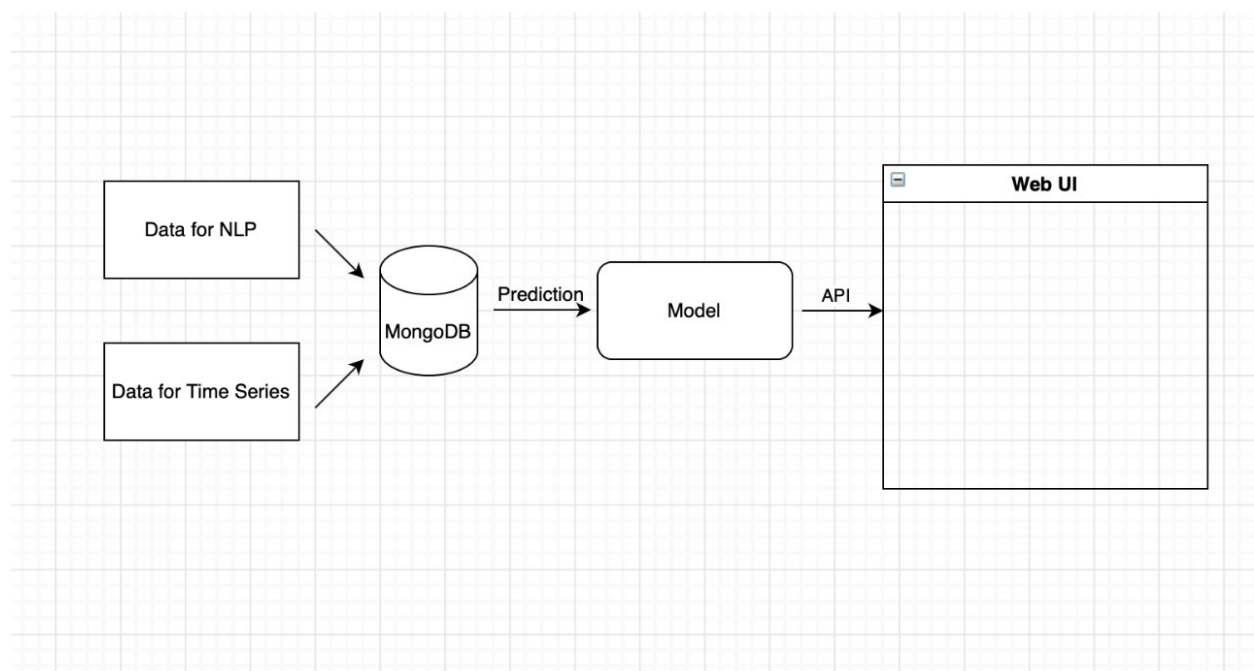 Data for NLP
Data for Time Series
MongoDB
Prediction
Model
API
Web UI